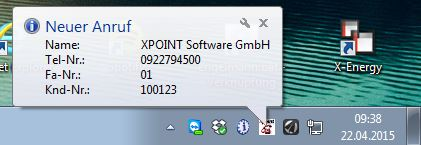 Neuer Anruf
Name: XPOINT Software GmbH
Tel-Nr.: 0922794500
Fa-Nr.: 01
Knd-Nr.: 100123
X-Energy
09:38
22.04.2015